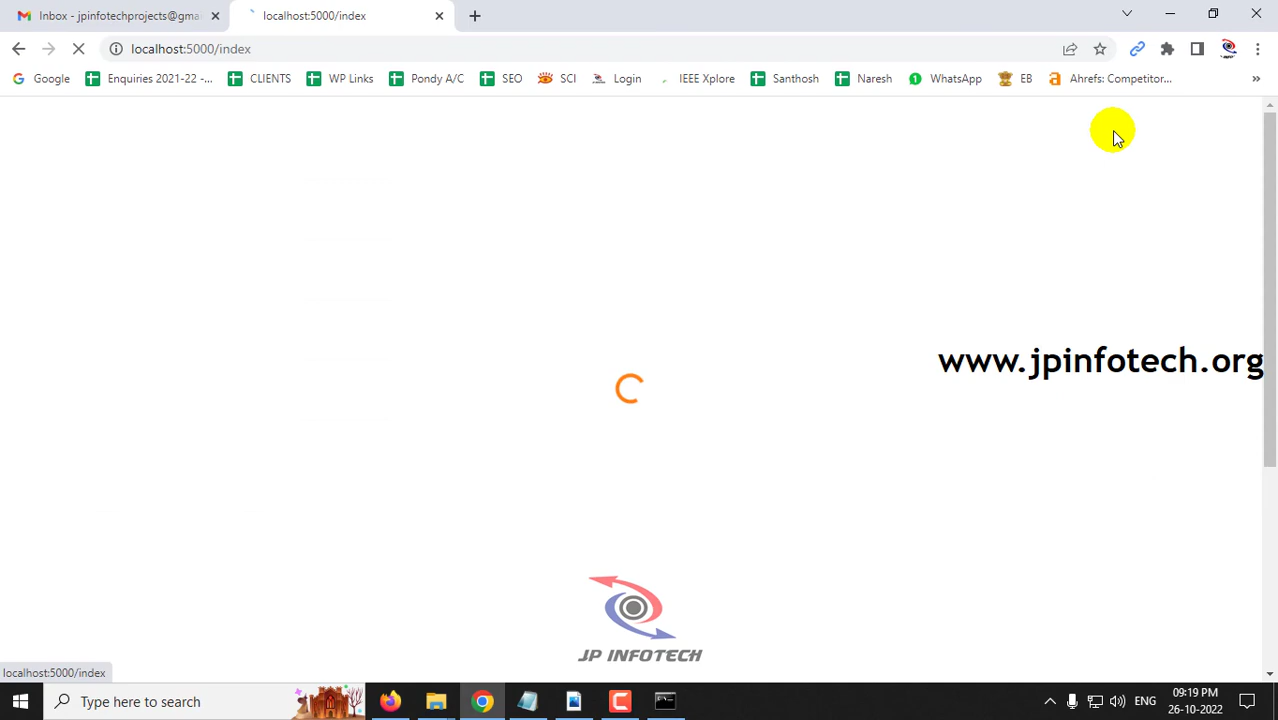 Inbox - jpinfotechprojects@gma
localhost:5000/index
localhost:5000/index
Google
Enquiries 2021-22 -...
CLIENTS
WP Links
Pondy A/C
SEO
SCI
Login
IEEE Xplore
Santhosh
Naresh
WhatsApp
EB
Ahrefs: Competitor...
»
www.jpinfotech.org
JP INFOTECH
localhost:5000/index
Type here to search
ENG
09:19 PM
26-10-2022